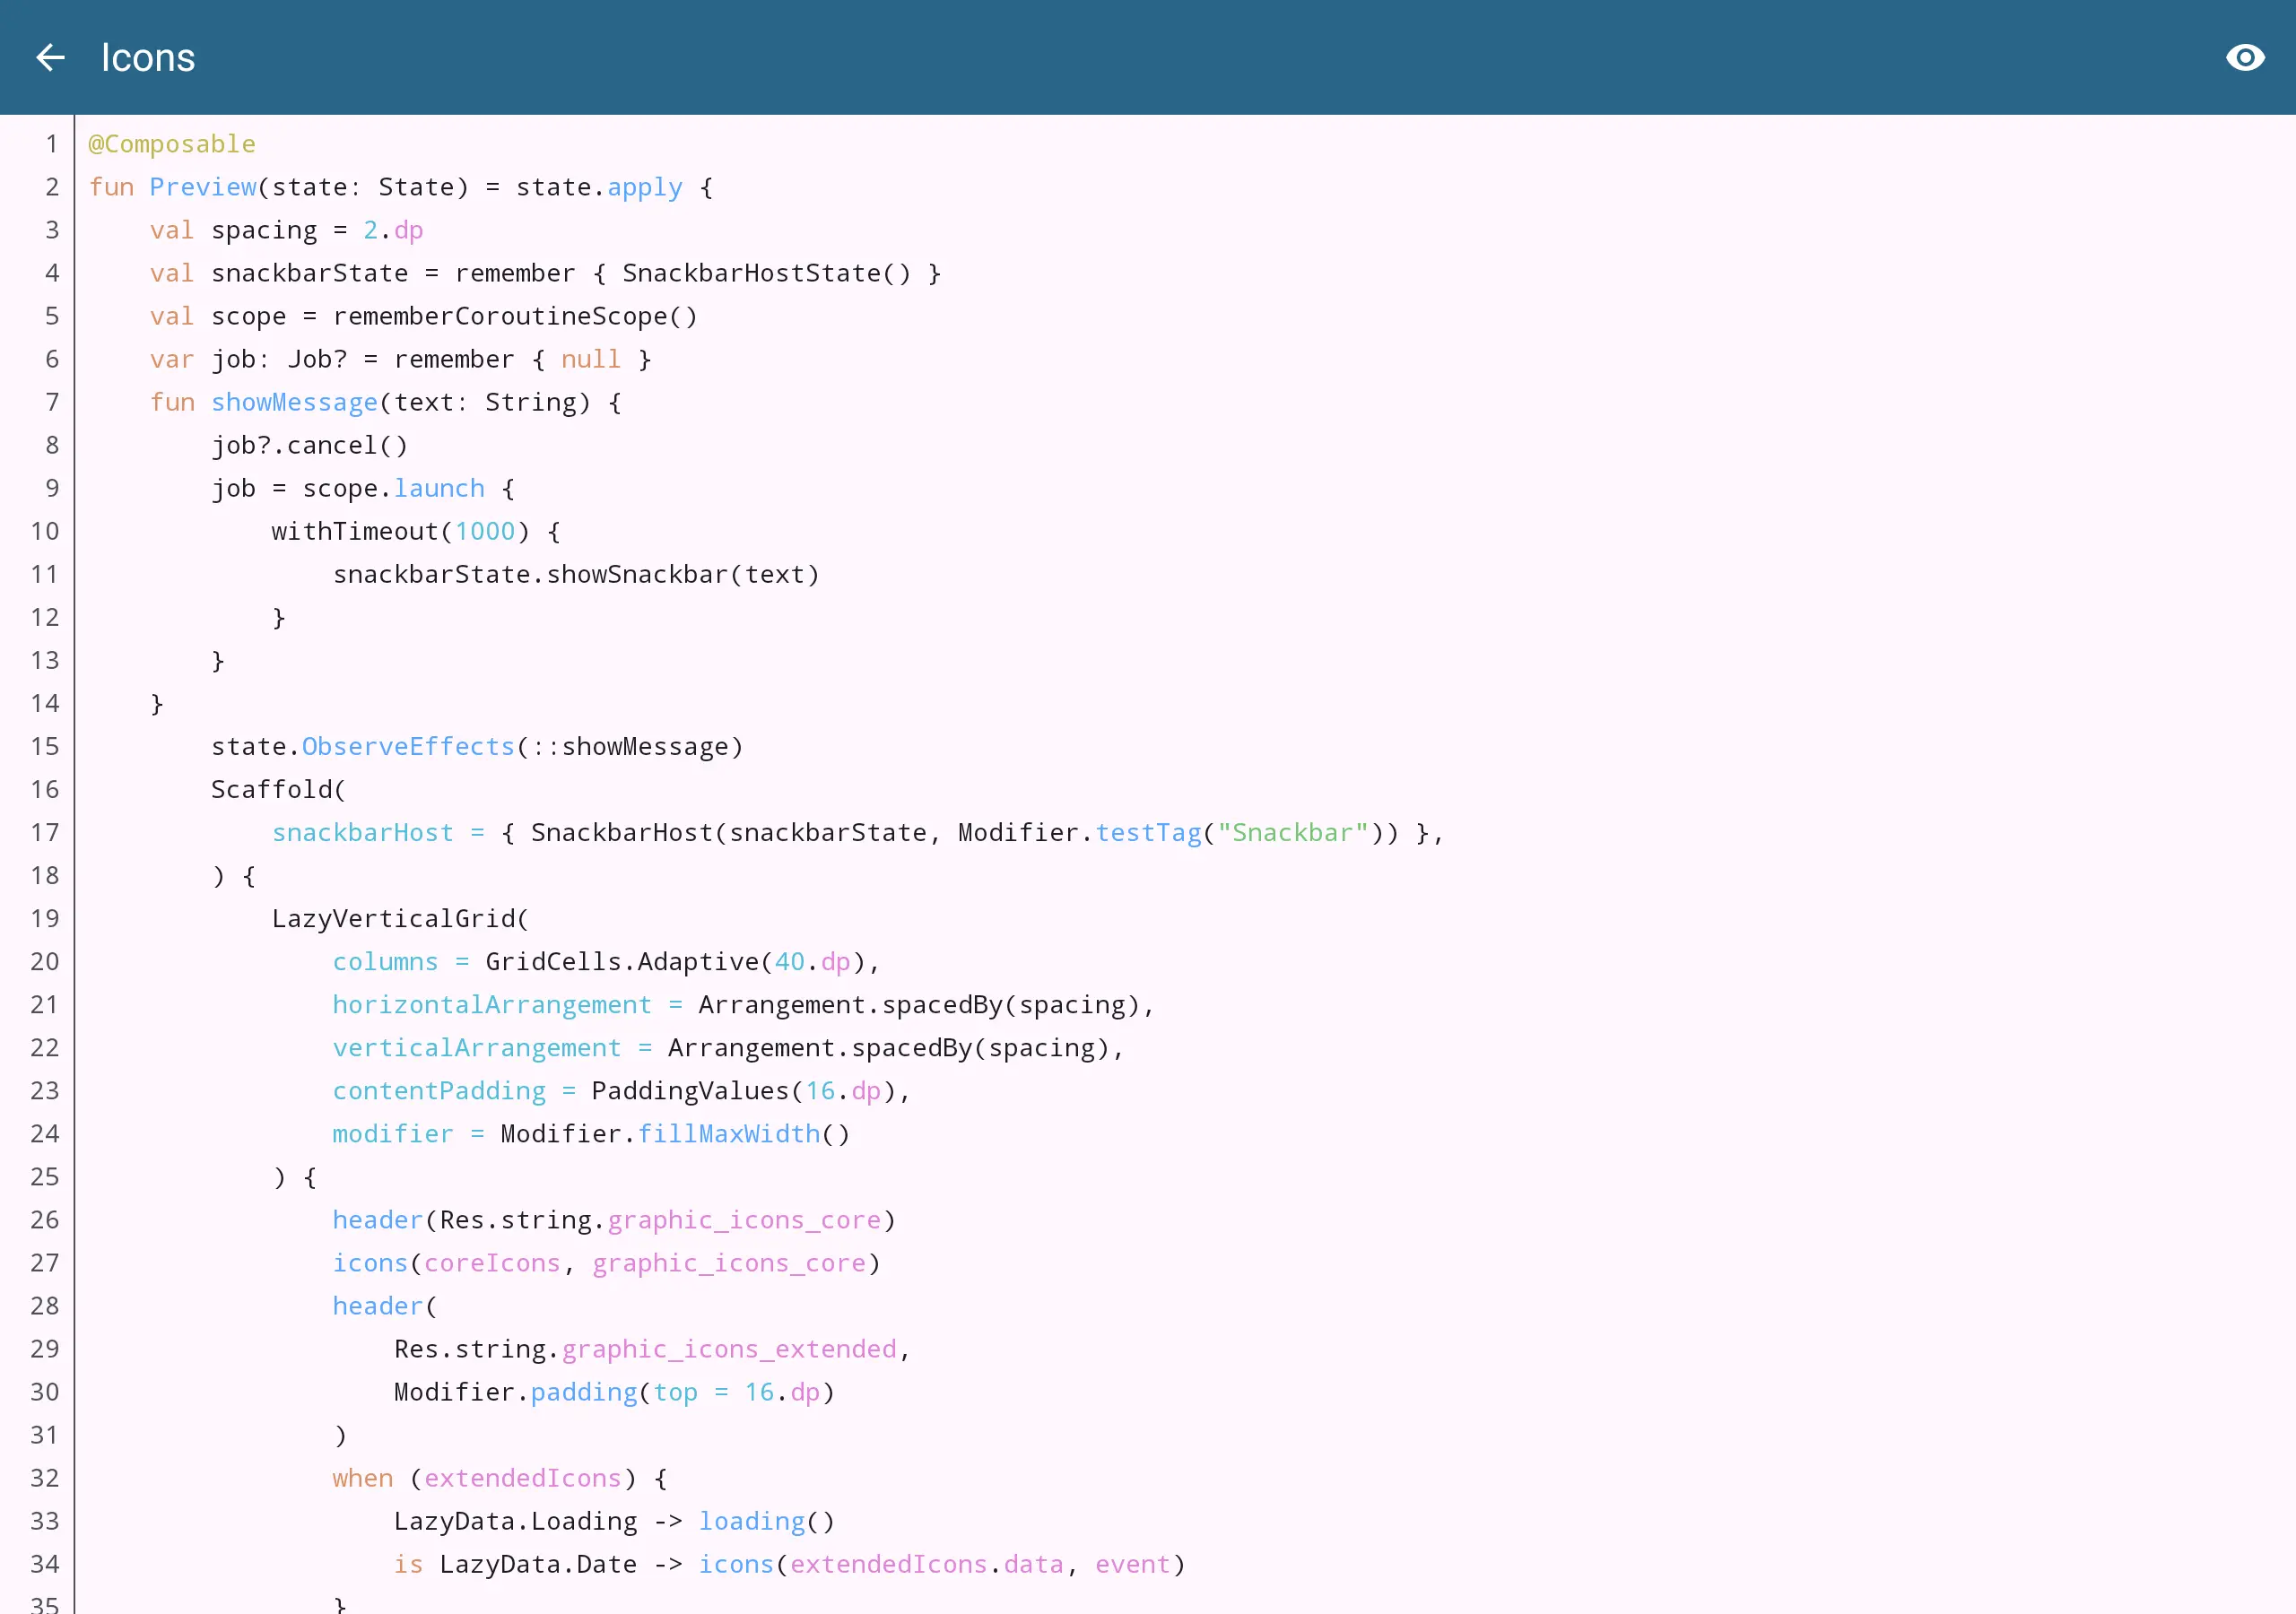 Icons
1 @Composable
2 fun Preview(state: State) = state.apply {
3     val spacing = 2.dp
4     val snackbarState = remember { SnackbarHostState() }
5     val scope = rememberCoroutineScope()
6     var job: Job? = remember { null }
7     fun showMessage(text: String) {
8         job?.cancel()
9         job = scope.launch {
10             withTimeout(1000) {
11                 snackbarState.showSnackbar(text)
12             }
13         }
14     }
15         state.ObserveEffects(::showMessage)
16         Scaffold(
17             snackbarHost = { SnackbarHost(snackbarState, Modifier.testTag("Snackbar")) },
18         ) {
19             LazyVerticalGrid(
20                 columns = GridCells.Adaptive(40.dp),
21                 horizontalArrangement = Arrangement.spacedBy(spacing),
22                 verticalArrangement = Arrangement.spacedBy(spacing),
23                 contentPadding = PaddingValues(16.dp),
24                 modifier = Modifier.fillMaxWidth()
25             ) {
26                 header(Res.string.graphic_icons_core)
27                 icons(coreIcons, graphic_icons_core)
28                 header(
29                     Res.string.graphic_icons_extended,
30                     Modifier.padding(top = 16.dp)
31                 )
32                 when (extendedIcons) {
33                     LazyData.Loading -> loading()
34                     is LazyData.Date -> icons(extendedIcons.data, event)
35                 }